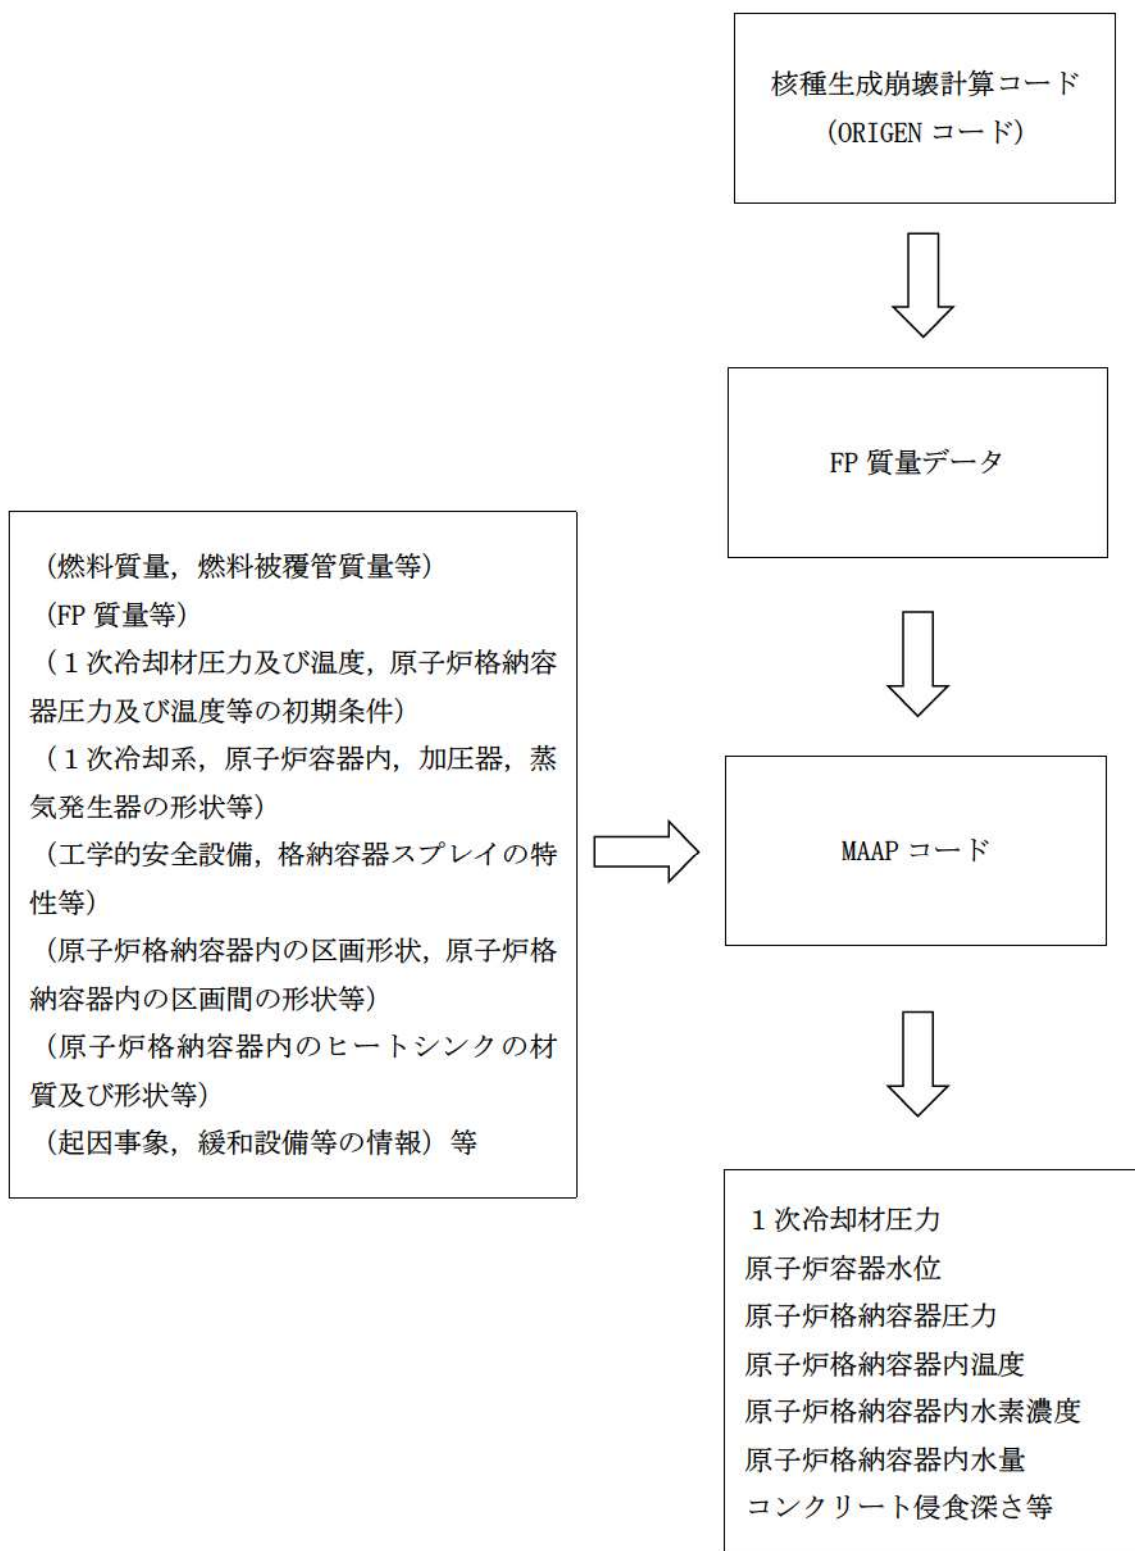 核種生成崩壊計算コード
(ORIGEN コード)
FP 質量データ
(燃料質量，燃料被覆管質量等)
(FP 質量等)
(１次冷却材圧力及び温度，原子炉格納容
器圧力及び温度等の初期条件)
(１次冷却系，原子炉容器内，加圧器，蒸
気発生器の形状等)
(工学的安全設備，格納容器スプレイの特
性等)
(原子炉格納容器内の区画形状，原子炉格
納容器内の区画間の形状等)
(原子炉格納容器内のヒートシンクの材
質及び形状等)
(起因事象，緩和設備等の情報) 等
MAAP コード
１次冷却材圧力
原子炉容器水位
原子炉格納容器圧力
原子炉格納容器内温度
原子炉格納容器内水素濃度
原子炉格納容器内水量
コンクリート侵食深さ等